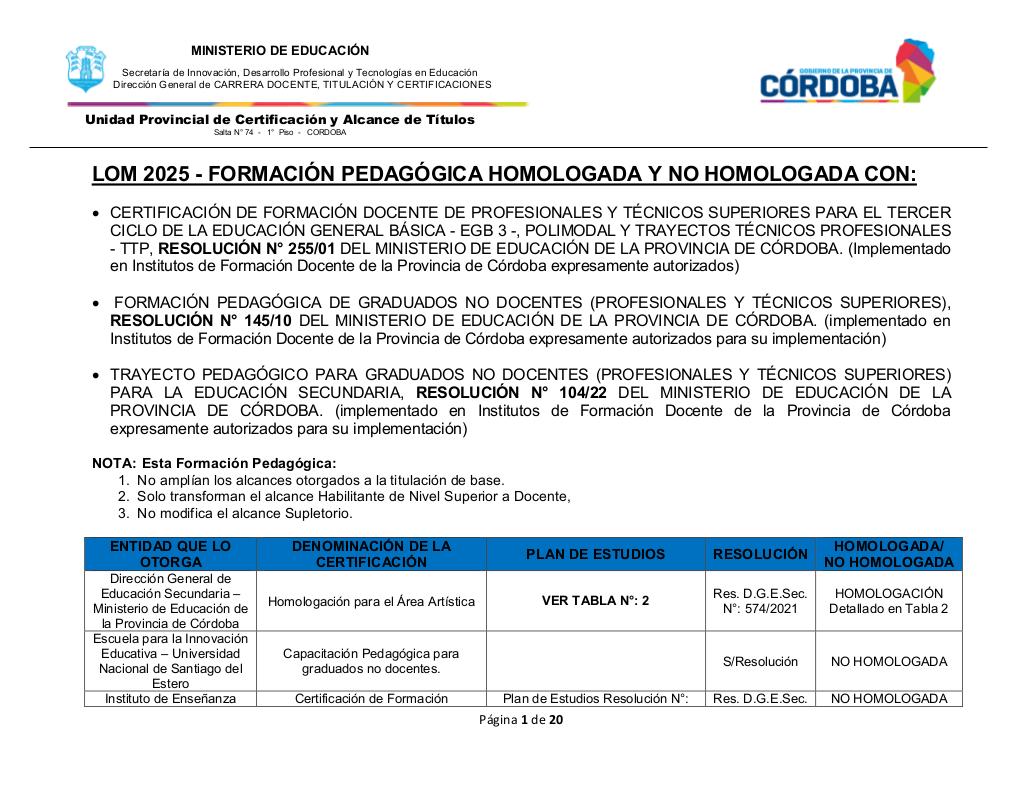 MINISTERIO DE EDUCACIÓN
Secretaría de Innovación, Desarrollo Profesional y Tecnologías en Educación
Dirección General de CARRERA DOCENTE, TITULACIÓN Y CERTIFICACIONES
GOBIERNO DE LA PROVINCIA DE
CÓRDOBA
Unidad Provincial de Certificación y Alcance de Títulos
Salta N° 74 - 1° Piso - CORDOBA
LOM 2025 - FORMACIÓN PEDAGÓGICA HOMOLOGADA Y NO HOMOLOGADA CON:
• CERTIFICACIÓN DE FORMACIÓN DOCENTE DE PROFESIONALES Y TÉCNICOS SUPERIORES PARA EL TERCER
CICLO DE LA EDUCACIÓN GENERAL BÁSICA - EGB 3 -, POLIMODAL Y TRAYECTOS TÉCNICOS PROFESIONALES
- TTP, RESOLUCIÓN N° 255/01 DEL MINISTERIO DE EDUCACIÓN DE LA PROVINCIA DE CÓRDOBA. (Implementado
en Institutos de Formación Docente de la Provincia de Córdoba expresamente autorizados)
• FORMACIÓN PEDAGÓGICA DE GRADUADOS NO DOCENTES (PROFESIONALES Y TÉCNICOS SUPERIORES),
RESOLUCIÓN N° 145/10 DEL MINISTERIO DE EDUCACIÓN DE LA PROVINCIA DE CÓRDOBA. (implementado en
Institutos de Formación Docente de la Provincia de Córdoba expresamente autorizados para su implementación)
• TRAYECTO PEDAGÓGICO PARA GRADUADOS NO DOCENTES (PROFESIONALES Y TÉCNICOS SUPERIORES)
PARA LA EDUCACIÓN SECUNDARIA, RESOLUCIÓN N° 104/22 DEL MINISTERIO DE EDUCACIÓN DE LA
PROVINCIA DE CÓRDOBA. (implementado en Institutos de Formación Docente de la Provincia de Córdoba
expresamente autorizados para su implementación)
NOTA: Esta Formación Pedagógica:
1. No amplían los alcances otorgados a la titulación de base.
2. Solo transforman el alcance Habilitante de Nivel Superior a Docente,
3. No modifica el alcance Supletorio.
ENTIDAD QUE LO
OTORGA
DENOMINACIÓN DE LA
CERTIFICACIÓN
PLAN DE ESTUDIOS
RESOLUCIÓN
HOMOLOGADA/
NO HOMOLOGADA
Dirección General de
Educación Secundaria –
Ministerio de Educación de
la Provincia de Córdoba
Homologación para el Área Artística
VER TABLA N°: 2
Res. D.G.E.Sec.
N°: 574/2021
HOMOLOGACIÓN
Detallado en Tabla 2
Escuela para la Innovación
Educativa – Universidad
Nacional de Santiago del
Estero
Capacitación Pedagógica para
graduados no docentes.
S/Resolución
NO HOMOLOGADA
Instituto de Enseñanza
Certificación de Formación
Plan de Estudios Resolución N°:
Res. D.G.E.Sec.
NO HOMOLOGADA
Página 1 de 20